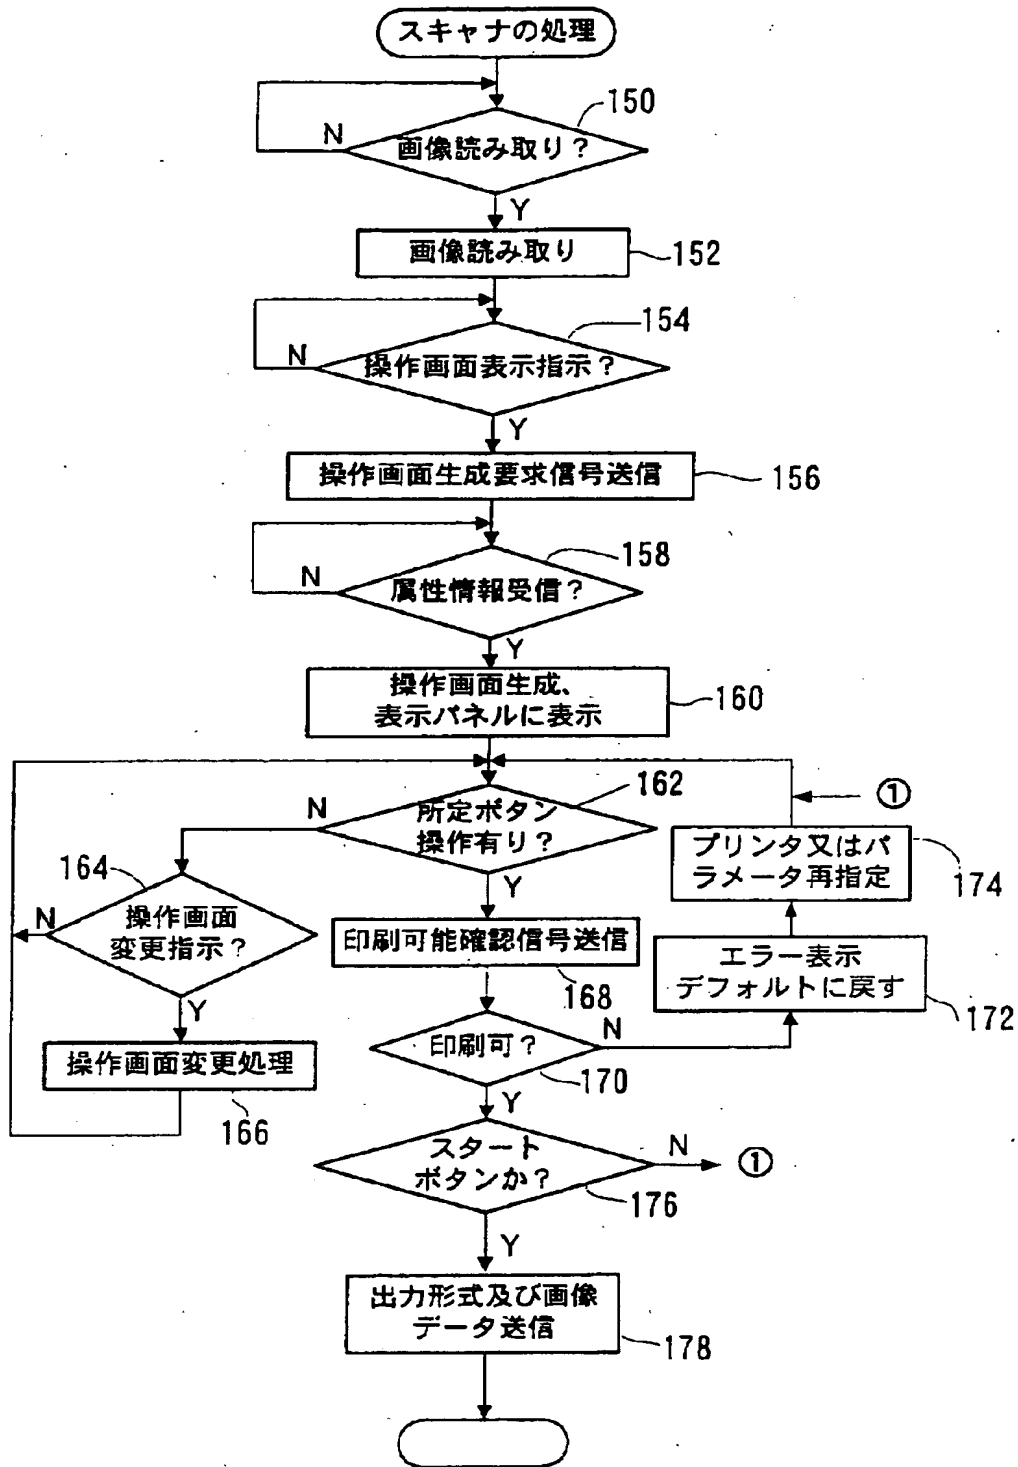 スキャナの処理
150
N
画像読み取り?
Y
画像読み取り
152
154
N
操作画面表示指示?
Y
操作画面生成要求信号送信
156
158
N
属性情報受信?
Y
操作画面生成、
表示パネルに表示
160
162
N
所定ボタン
操作有り?
Y
①
プリンタ又はパ
ラメータ再指定
174
164
N
操作画面
変更指示?
Y
印刷可能確認信号送信
168
エラー表示
デフォルトに戻す
172
操作画面変更処理
166
印刷可?
N
170
Y
スタート
ボタンか?
N
①
176
Y
出力形式及び画像
データ送信
178